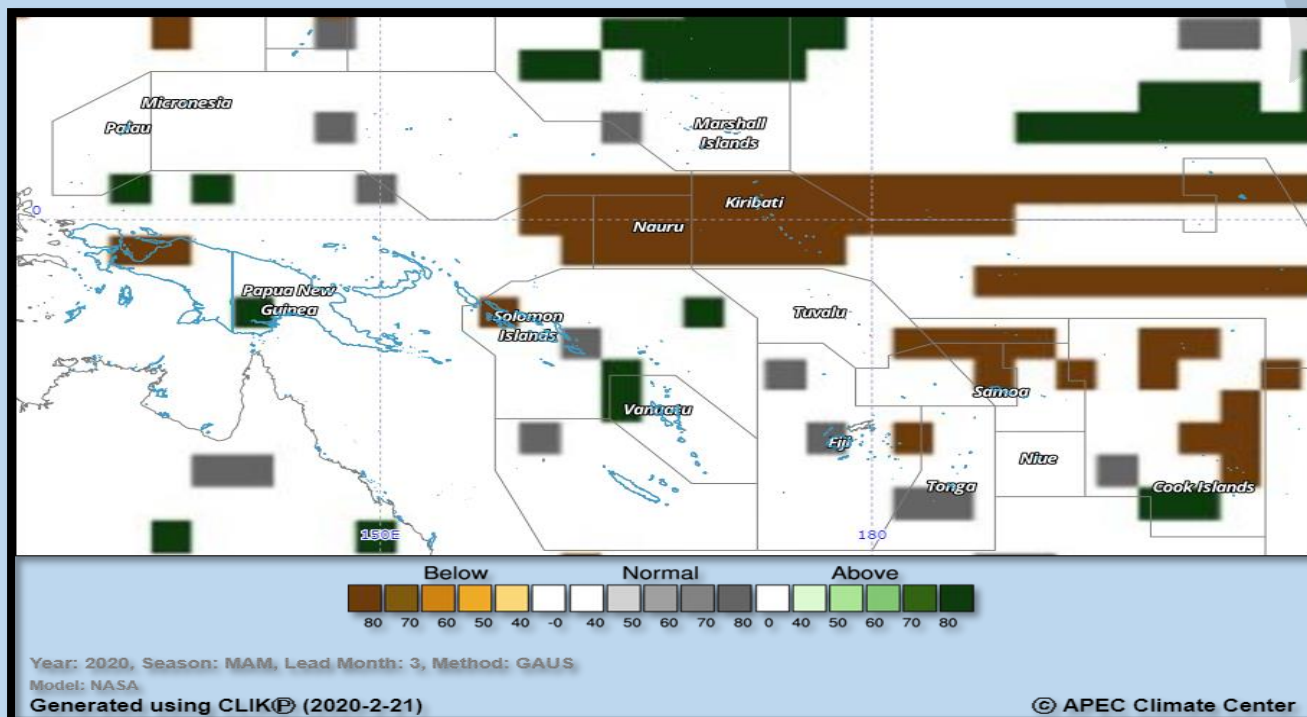 Micronesia
Palau
Marshall
Islands
Kiribati
0
Nauru
Papua New
Guinea
Solomon
Islands
Tuvalu
Samoa
Vanuatu
Fiji
Niue
Tonga
Cook Islands
150E
180
Below Normal Above
80 70 60 50 40 -0 40 50 60 70 80 0 40 50 60 70 80
Year: 2020, Season: MAM, Lead Month: 3, Method: GAUS
Model: NASA
Generated using CLIKⓅ (2020-2-21)
© APEC Climate Center